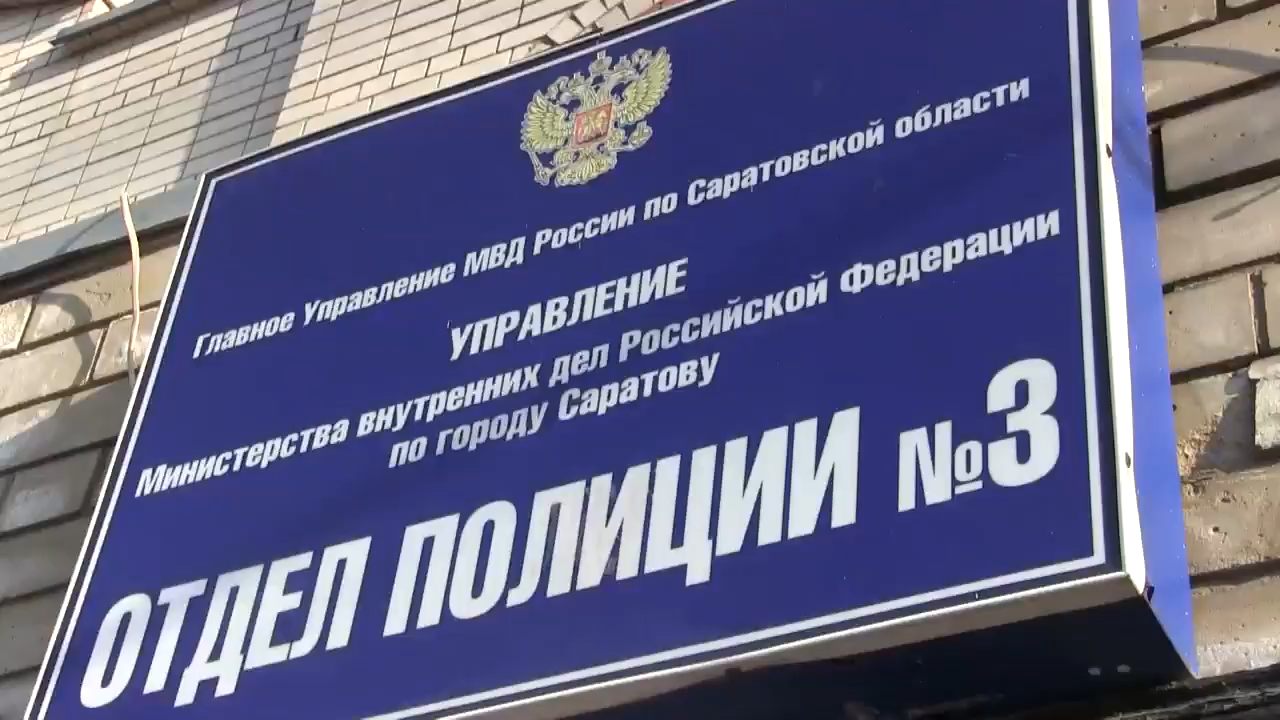 Главное Управление МВД России по Саратовской области
УПРАВЛЕНИЕ
Министерства внутренних дел Российской Федерации
по городу Саратову
ОТДЕЛ ПОЛИЦИИ №3